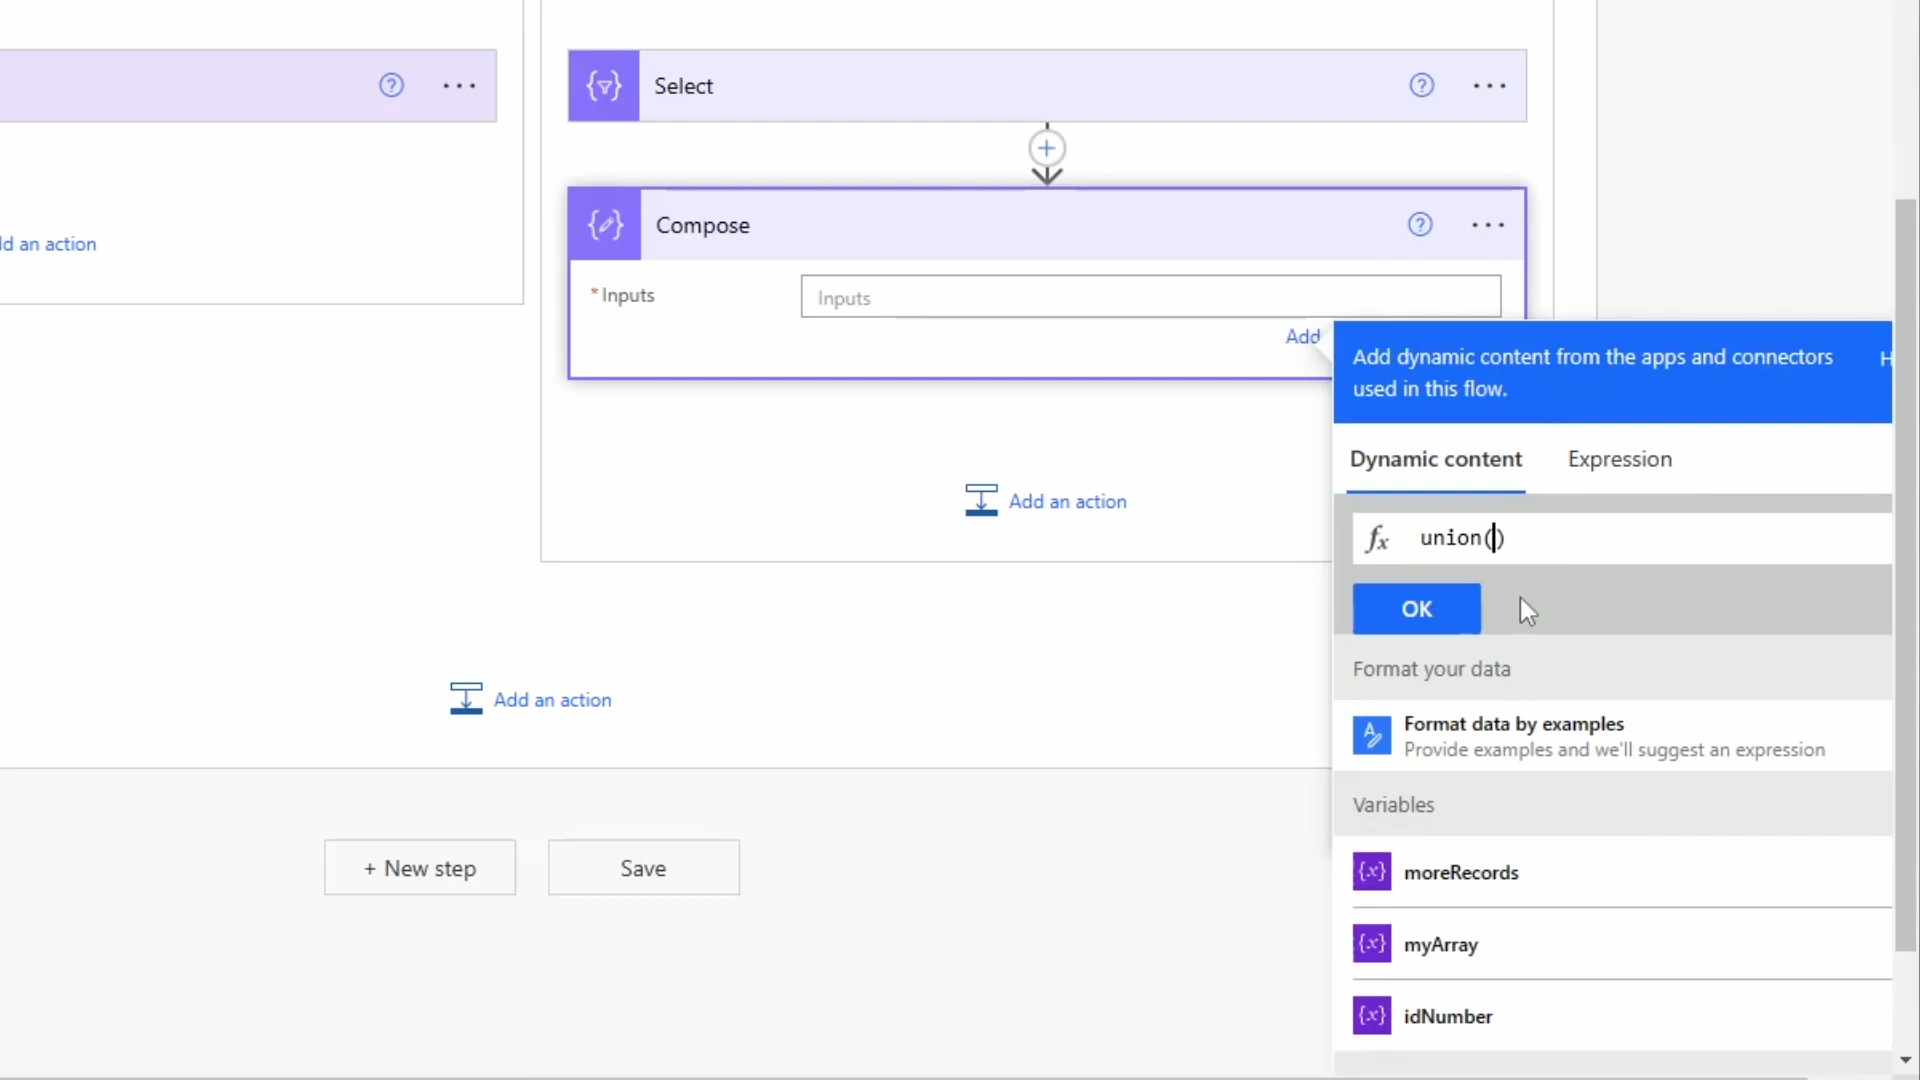 Select
Compose
* Inputs
Inputs
Add
dd an action
Add an action
Add an action
+ New step
Save
Add dynamic content from the apps and connectors
used in this flow.
H
Dynamic content
Expression
fx
union()
OK
Format your data
Format data by examples
Provide examples and we'll suggest an expression
Variables
{x} moreRecords
{x} myArray
{x} idNumber